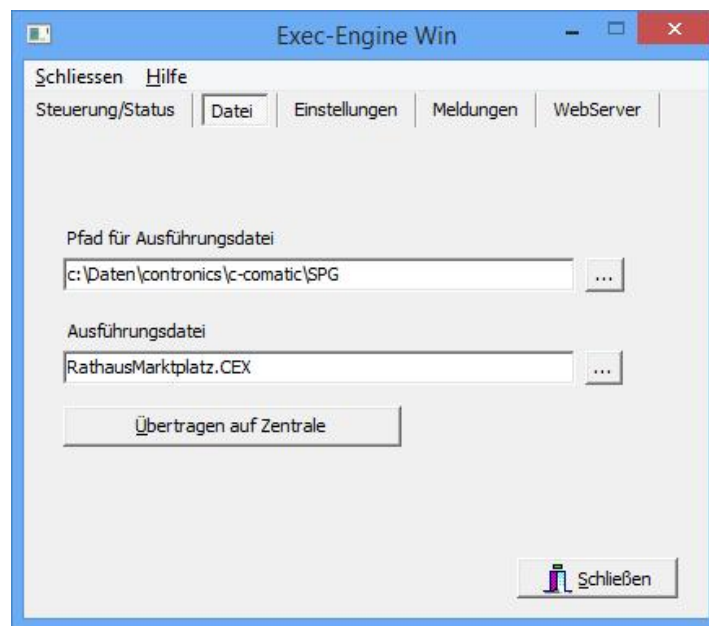 Exec-Engine Win
Schliessen Hilfe
Steuerung/Status Datei Einstellungen Meldungen WebServer
Pfad für Ausführungsdatei
c:\Daten\contronics\c-comatic\SPG ...
Ausführungsdatei
RathausMarktplatz.CEX ...
Übertragen auf Zentrale
Schließen